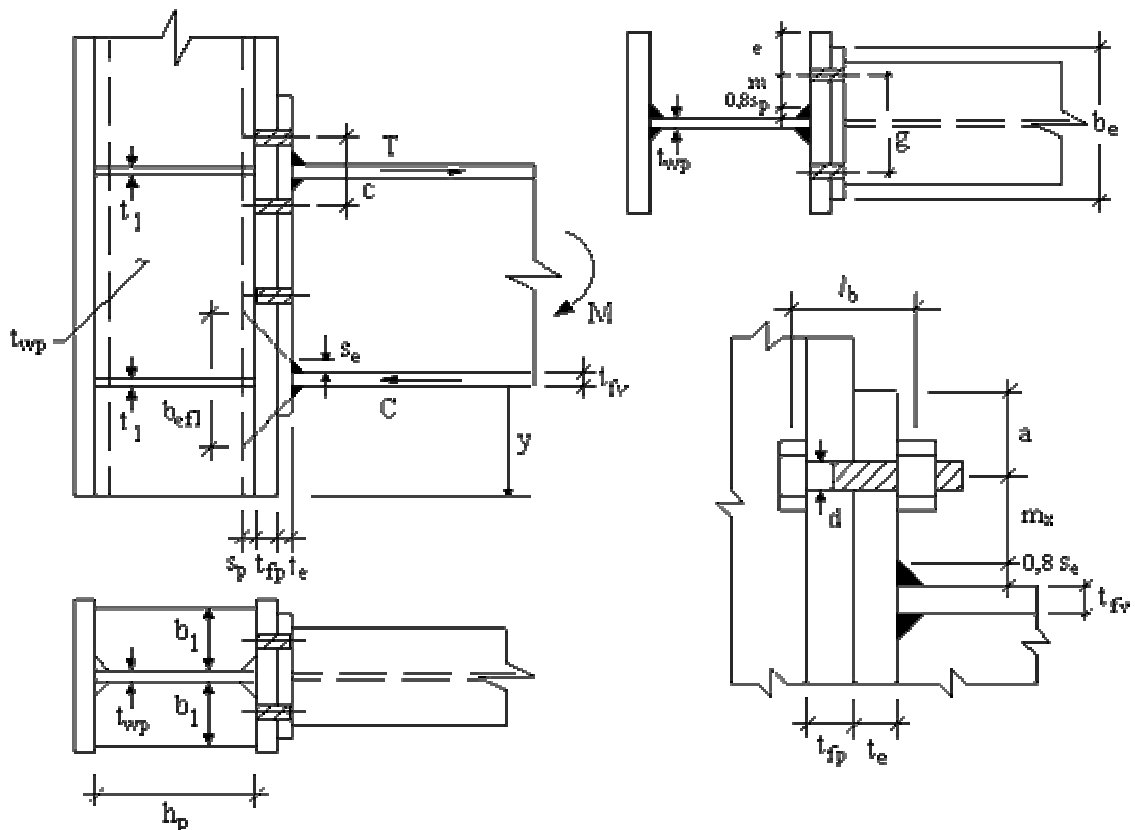 T
c
t1
twp
M
se
tfv
t1
befl
C
y
sp tfp te
b1
twp
b1
hp
e
m
0,8sp
twp
g
be
lb
a
d
mx
0,8 se
tfv
tfp te